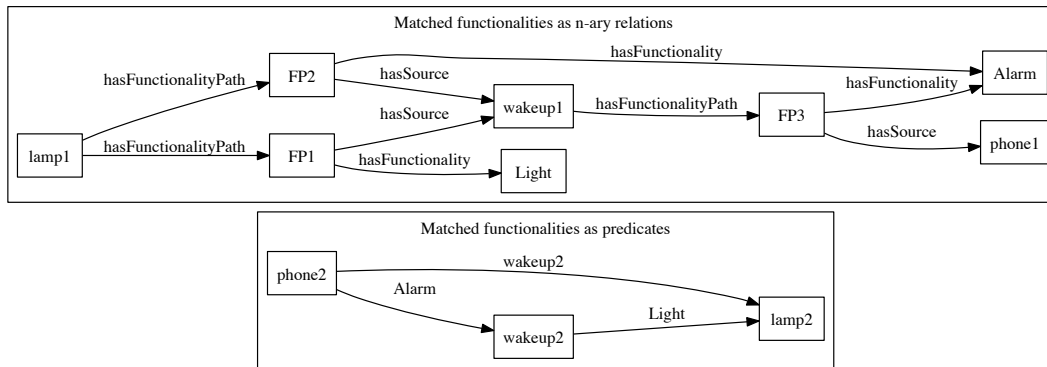 Matched functionalities as n-ary relations
hasFunctionality
FP2
Alarm
hasSource
hasFunctionalityPath
hasFunctionality
wakeup1
hasFunctionalityPath
FP3
hasSource
hasSource
lamp1
hasFunctionalityPath
FP1
phone1
hasFunctionality
Light
Matched functionalities as predicates
wakeup2
phone2
Alarm
Light
lamp2
wakeup2